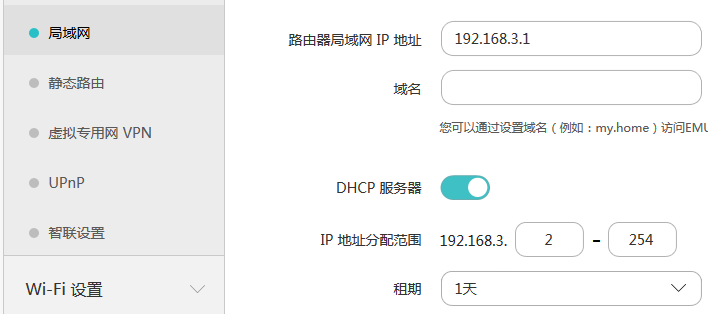 局域网
静态路由
虚拟专用网 VPN
UPnP
智联设置
Wi-Fi 设置
路由器局域网 IP 地址 192.168.3.1
域名
您可以通过设置域名（例如：my.home）访问EMU
DHCP 服务器
IP 地址分配范围 192.168.3. 2 – 254
租期 1天